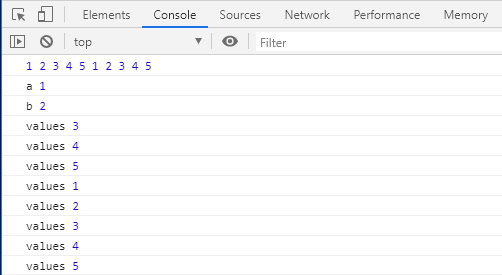 Elements Console Sources Network Performance Memory
top Filter
1 2 3 4 5 1 2 3 4 5
a 1
b 2
values 3
values 4
values 5
values 1
values 2
values 3
values 4
values 5